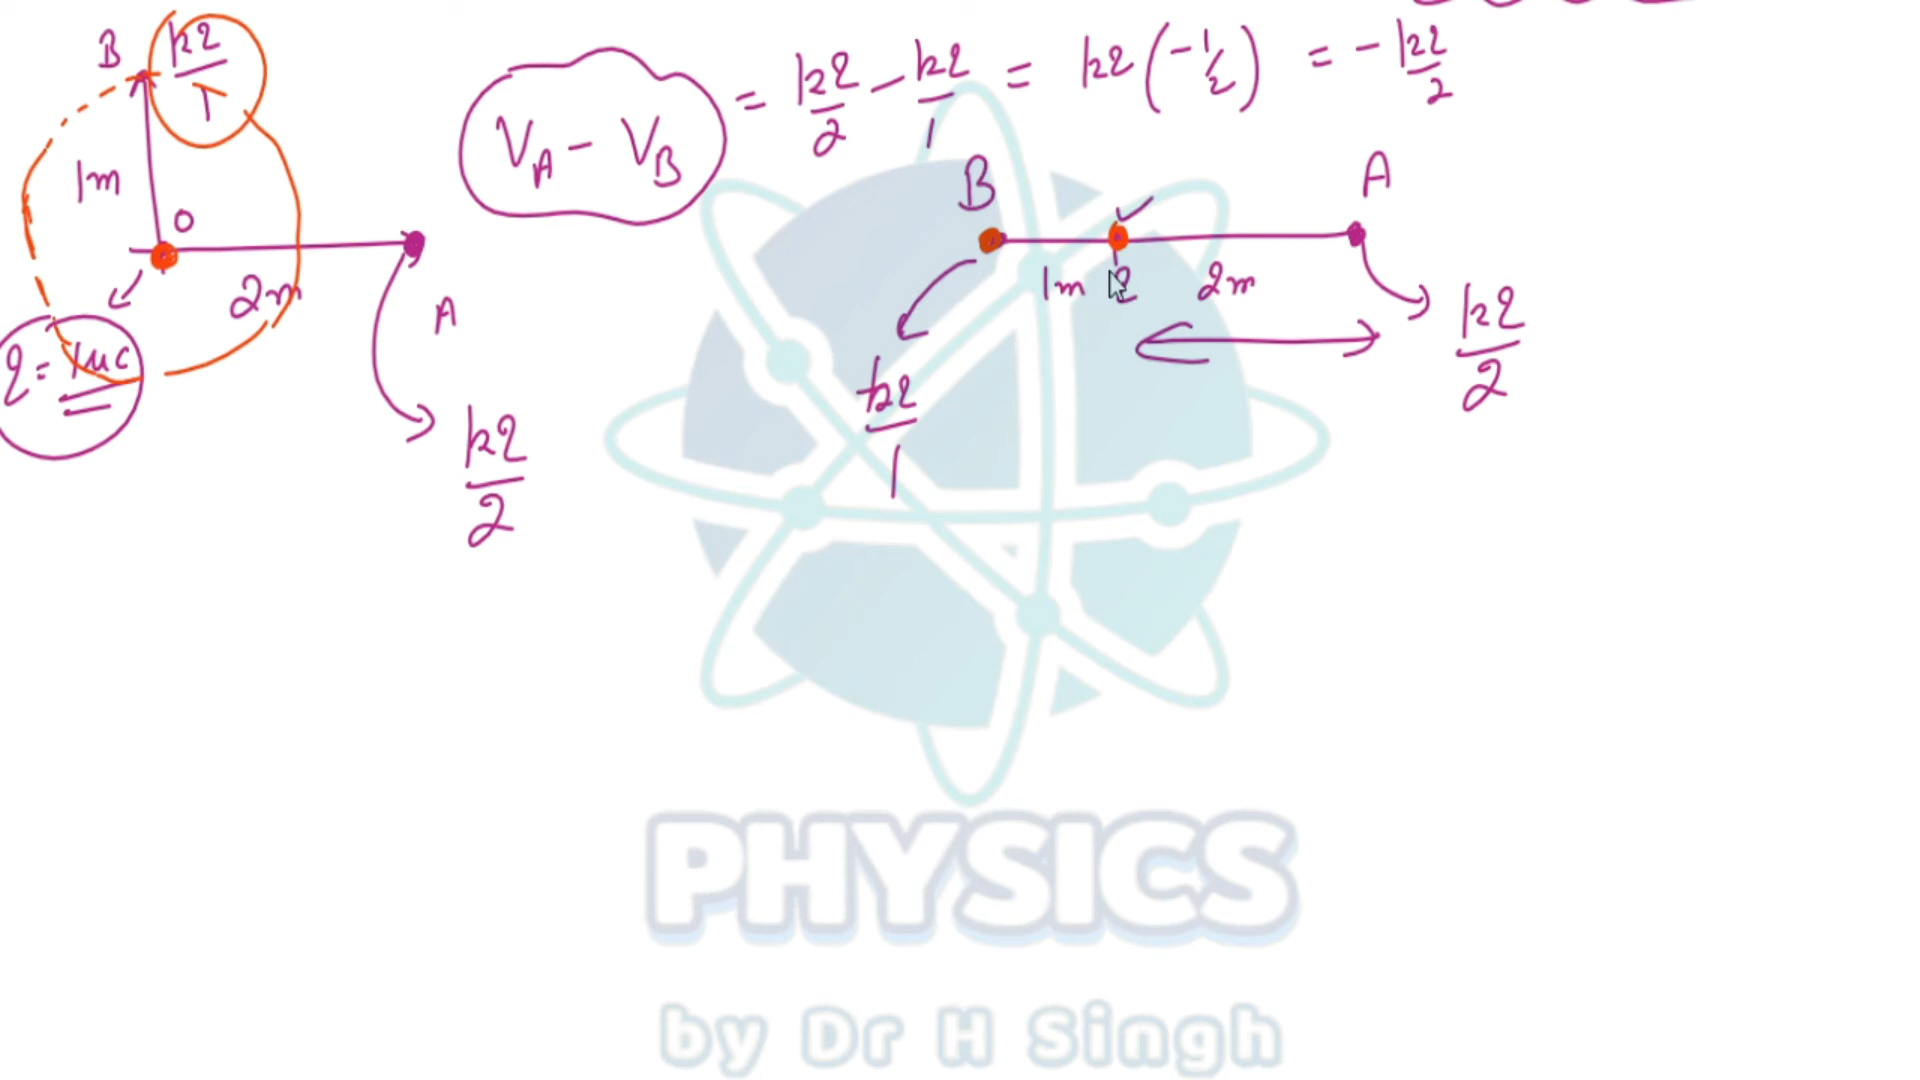 B kq/1
V_A - V_B = kq/2 - kq/1 = kq(-1/2) = -kq/2
1m
O
2m
A
q = 1μc
kq/2
B
A
1m q 2m
kq/1
kq/2
PHYSICS
by Dr H Singh